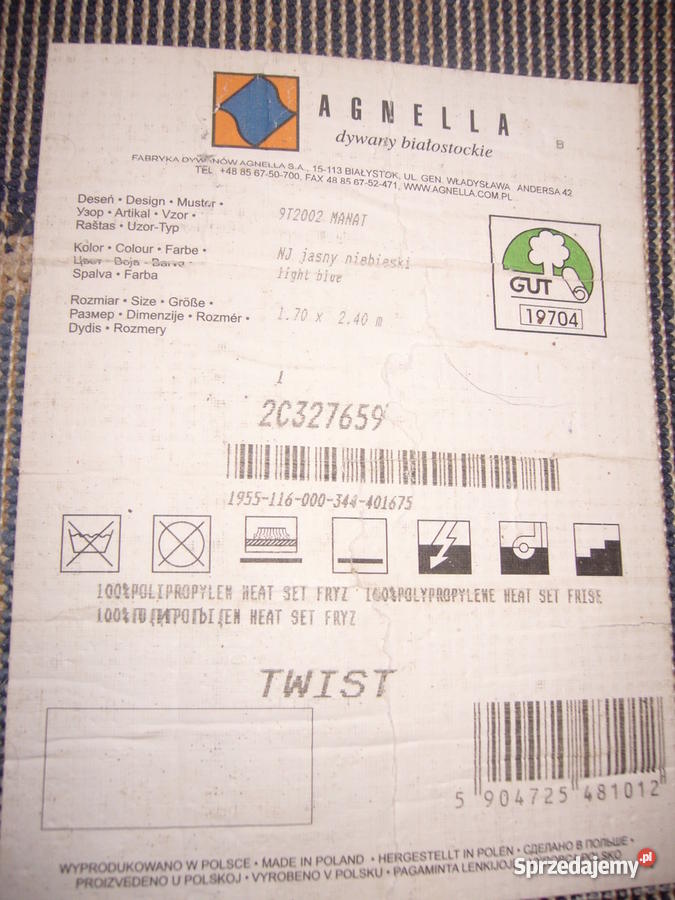 AGNELLA
dywany białostockie
B
FABRYKA DYWANÓW AGNELLA S.A., 15-113 BIAŁYSTOK, UL. GEN. WŁADYSŁAWA ANDERSA 42
TEL +48 85 67-50-700, FAX 48 85 67-52-471, WWW.AGNELLA.COM.PL
Deseń • Design • Muster •
Узор • Artikal • Vzor •
Raštas • Uzor-Typ
9T2002 MANAT
Kolor • Colour • Farbe •
Цвет • Boja • Barva •
Spalva • Farba
NJ jasny niebieski
light blue
Rozmiar • Size • Größe •
Размер • Dimenzije • Rozmér •
Dydis • Rozmery
1.70 x 2.40 m
GUT
19704
1
2C327659
1955-116-000-344-401675
100%POLIPROPYLEN HEAT SET FRYZ 100%POLYPROPYLENE HEAT SET FRISE
HEAT SET FRYZ
TWIST
5 904725 481012
WYPRODUKOWANO W POLSCE • MADE IN POLAND • HERGESTELLT IN POLEN • СДЕЛАНО В ПОЛЬШЕ •
PROIZVEDENO U POLSKOJ • VYROBENO V POLSKU • PAGAMINTA LENKIJOJ
Sprzedajemy.pl